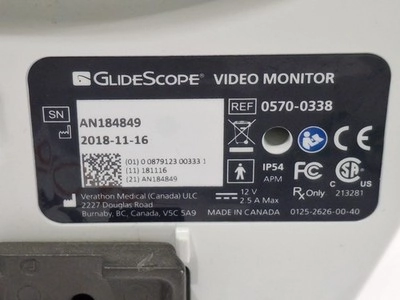 GLIDESCOPE® VIDEO MONITOR
SN
AN184849
2018-11-16
(01) 0 0879123 00333 1
(11) 181116
(21) AN184849
Verathon Medical (Canada) ULC
2227 Douglas Road
Burnaby, BC, Canada, V5C 5A9
REF 0570-0338
IP54
APM
FC
Rx Only
C US
213281
12 V
2.5 A Max
MADE IN CANADA 0125-2626-00-40